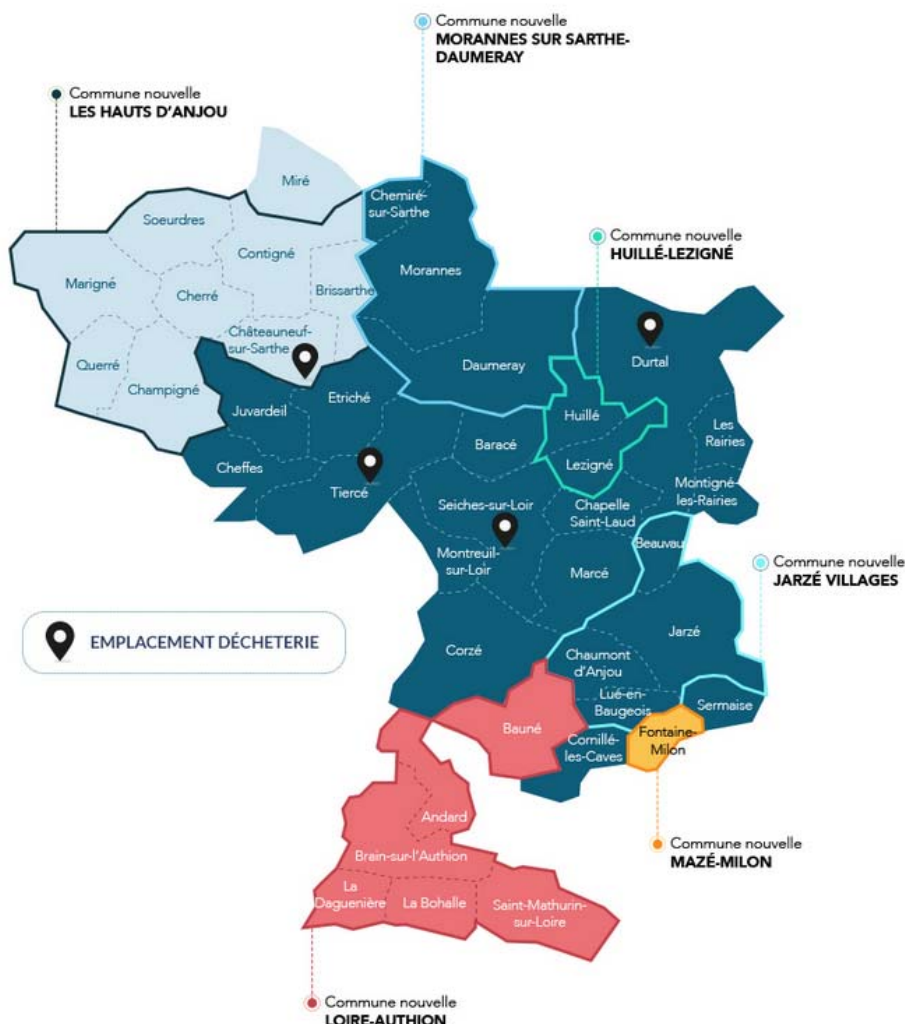 Commune nouvelle
MORANNES SUR SARTHE-
DAUMERAY
Commune nouvelle
LES HAUTS D'ANJOU
Miré
Chemiré-
sur-Sarthe
Soeurdres
Contigné
Commune nouvelle
HUILLÉ-LEZIGNÉ
Marigné
Cherré
Brissarthe
Morannes
Châteauneuf-
sur-Sarthe
Durtal
Querré
Champigné
Daumeray
Juvardeil
Etriché
Huillé
Les
Rairies
Baracé
Cheffes
Lezigné
Tiercé
Montigné
les-Rairies
Seiches-sur-Loir
Chapelle
Saint-Laud
Beauvau
Montreuil-
sur-Loir
Marcé
Commune nouvelle
JARZÉ VILLAGES
EMPLACEMENT DÉCHETERIE
Corzé
Jarzé
Chaumont
d'Anjou
Lué-en-
Baugeois
Sermaise
Bauné
Cornillé-
les-Caves
Fontaine-
Milon
Andard
Commune nouvelle
MAZÉ-MILON
Brain-sur-l'Authion
La
Daguenière
La Bohalle
Saint-Mathurin-
sur-Loire
Commune nouvelle
LOIRE-AUTHION